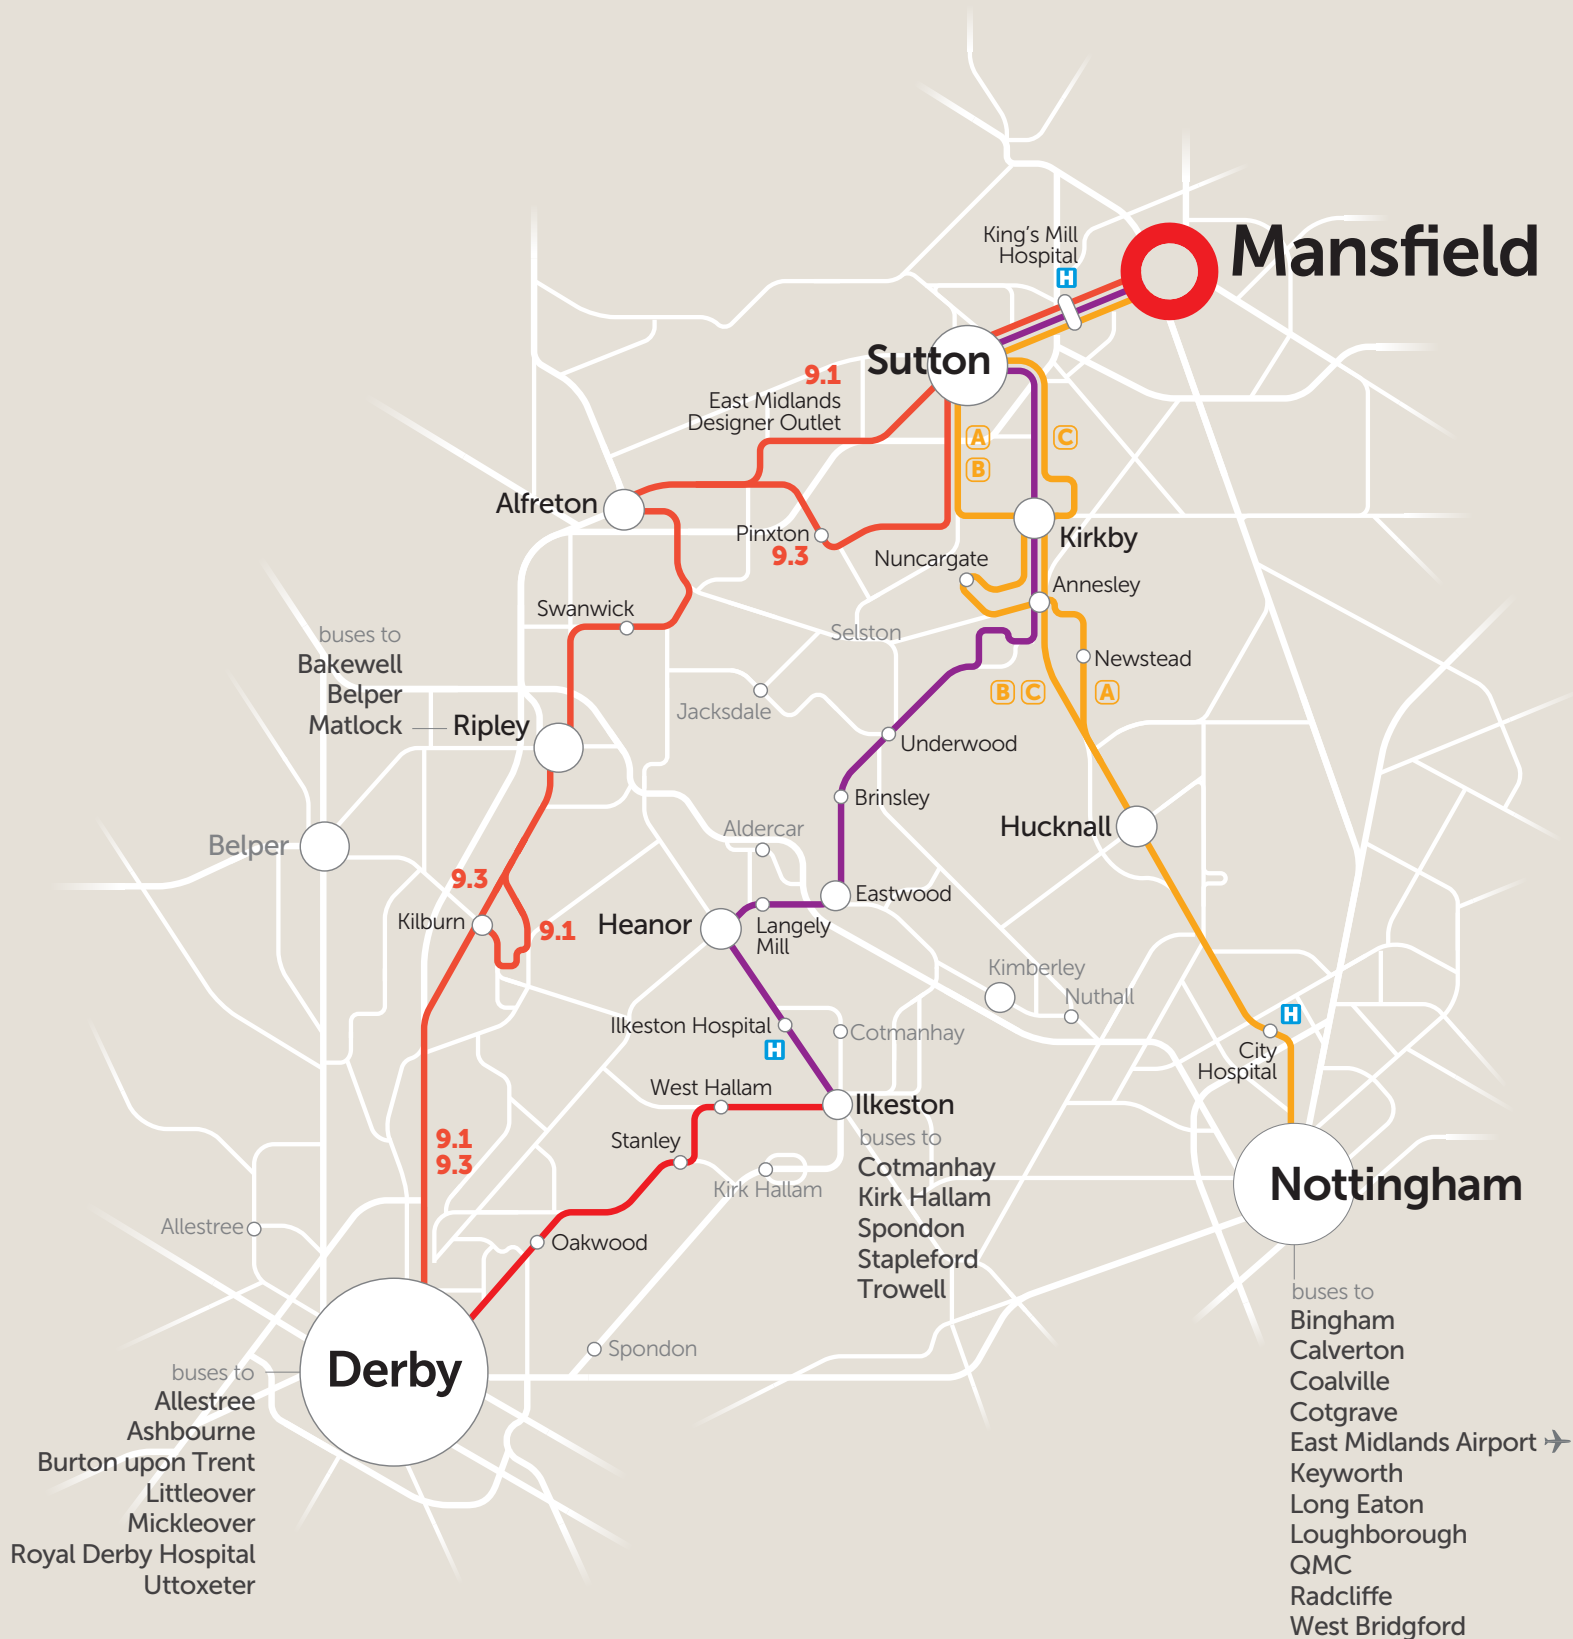 King's Mill
Hospital
H
Mansfield
Sutton
9.1
East Midlands
Designer Outlet
A
B
C
Alfreton
Pinxton
9.3
Kirkby
Nuncargate
Annesley
Swanwick
Selston
buses to
Bakewell
Belper
Matlock
Ripley
Newstead
B C
A
Jacksdale
Underwood
Brinsley
Aldercar
Hucknall
Belper
9.3
Kilburn
9.1
Heanor
Langely
Mill
Eastwood
Kimberley
Nuthall
Ilkeston Hospital
H
Cotmanhay
H
City
Hospital
West Hallam
Ilkeston
buses to
Cotmanhay
Kirk Hallam
Spondon
Stapleford
Trowell
Stanley
9.1
9.3
Kirk Hallam
Nottingham
Allestree
Oakwood
buses to
Bingham
Calverton
Coalville
Cotgrave
East Midlands Airport
Keyworth
Long Eaton
Loughborough
QMC
Radcliffe
West Bridgford
Spondon
Derby
buses to
Allestree
Ashbourne
Burton upon Trent
Littleover
Mickleover
Royal Derby Hospital
Uttoxeter